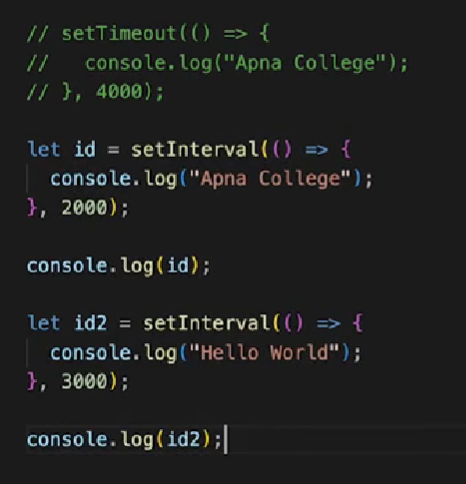 // setTimeout(() => {
//   console.log("Apna College");
// }, 4000);
let id = setInterval(() => {
  console.log("Apna College");
}, 2000);
console.log(id);
let id2 = setInterval(() => {
  console.log("Hello World");
}, 3000);
console.log(id2);